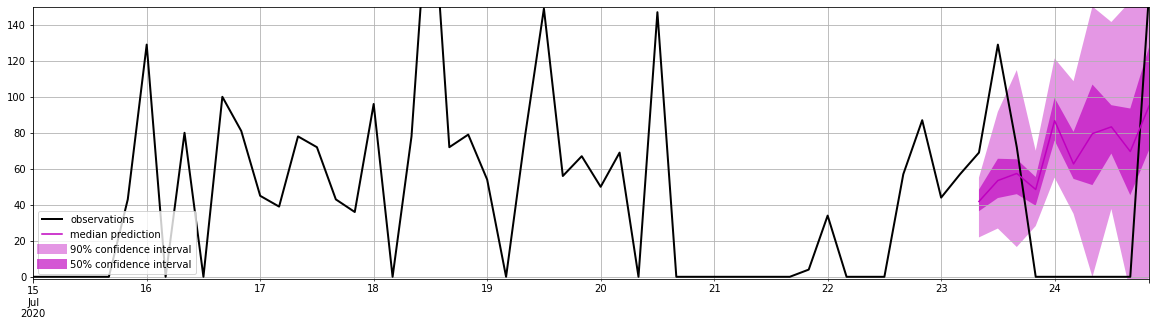 140
120
100
80
60
40
20
0
observations
median prediction
90% confidence interval
50% confidence interval
15 16 17 18 19 20 21 22 23 24
Jul
2020